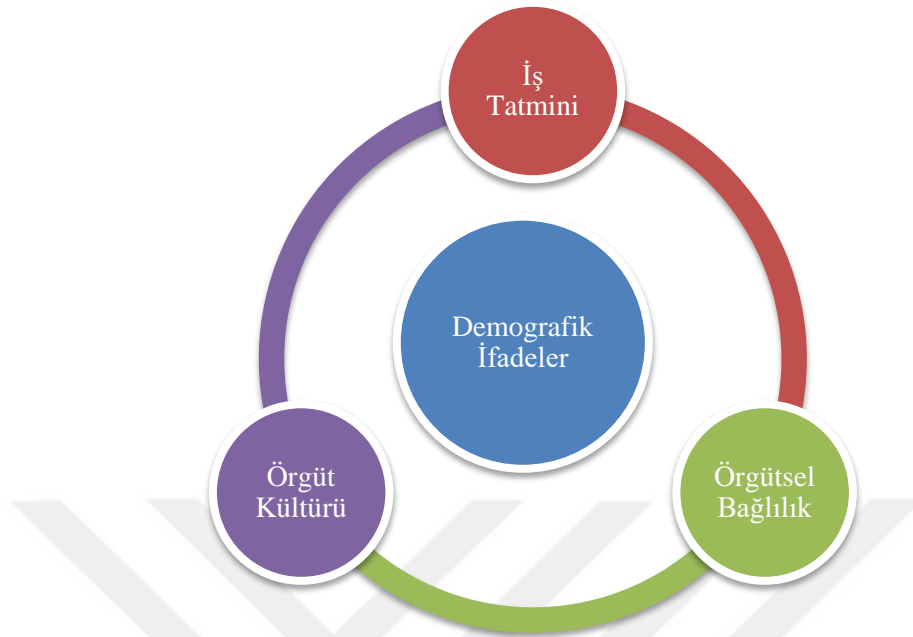 İş
Tatmini
Demografik
İfadeler
Örgüt
Kültürü
Örgütsel
Bağlılık